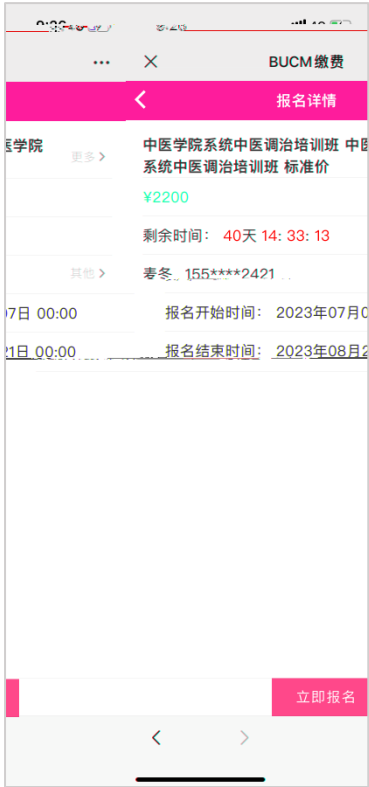 BUCM缴费
报名详情
中医学院系统中医调治培训班 中医学院
系统中医调治培训班 标准价
更多
¥2200
剩余时间: 40天 14: 33: 13
麦冬 155****2421
其他
报名开始时间: 2023年07月07日 00:00
报名结束时间: 2023年08月21日 00:00
立即报名